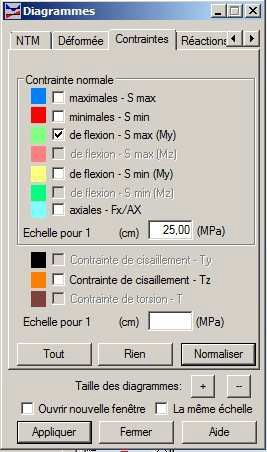 Diagrammes
NTM Déformée Contraintes Réactions
Contrainte normale
maximales - S max
minimales - S min
de flexion - S max (My)
de flexion - S max (Mz)
de flexion - S min (My)
de flexion - S min (Mz)
axiales - Fx/AX
Echelle pour 1 (cm) 25,00 (MPa)
Contrainte de cisaillement - Ty
Contrainte de cisaillement - Tz
Contrainte de torsion - T
Echelle pour 1 (cm) (MPa)
Tout Rien Normaliser
Taille des diagrammes: + --
Ouvrir nouvelle fenêtre La même échelle
Appliquer Fermer Aide